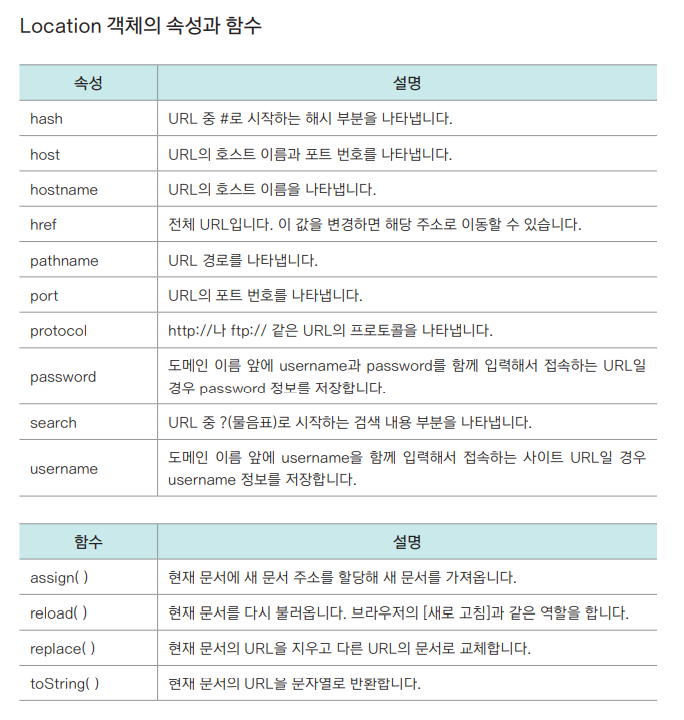 Location 객체의 속성과 함수
속성 설명
hash URL 중 #로 시작하는 해시 부분을 나타냅니다.
host URL의 호스트 이름과 포트 번호를 나타냅니다.
hostname URL의 호스트 이름을 나타냅니다.
href 전체 URL입니다. 이 값을 변경하면 해당 주소로 이동할 수 있습니다.
pathname URL 경로를 나타냅니다.
port URL의 포트 번호를 나타냅니다.
protocol http://나 ftp:// 같은 URL의 프로토콜을 나타냅니다.
password 도메인 이름 앞에 username과 password를 함께 입력해서 접속하는 URL일
경우 password 정보를 저장합니다.
search URL 중 ?(물음표)로 시작하는 검색 내용 부분을 나타냅니다.
username 도메인 이름 앞에 username을 함께 입력해서 접속하는 사이트 URL일 경우
username 정보를 저장합니다.
함수 설명
assign( ) 현재 문서에 새 문서 주소를 할당해 새 문서를 가져옵니다.
reload( ) 현재 문서를 다시 불러옵니다. 브라우저의 [새로 고침]과 같은 역할을 합니다.
replace( ) 현재 문서의 URL을 지우고 다른 URL의 문서로 교체합니다.
toString( ) 현재 문서의 URL을 문자열로 반환합니다.